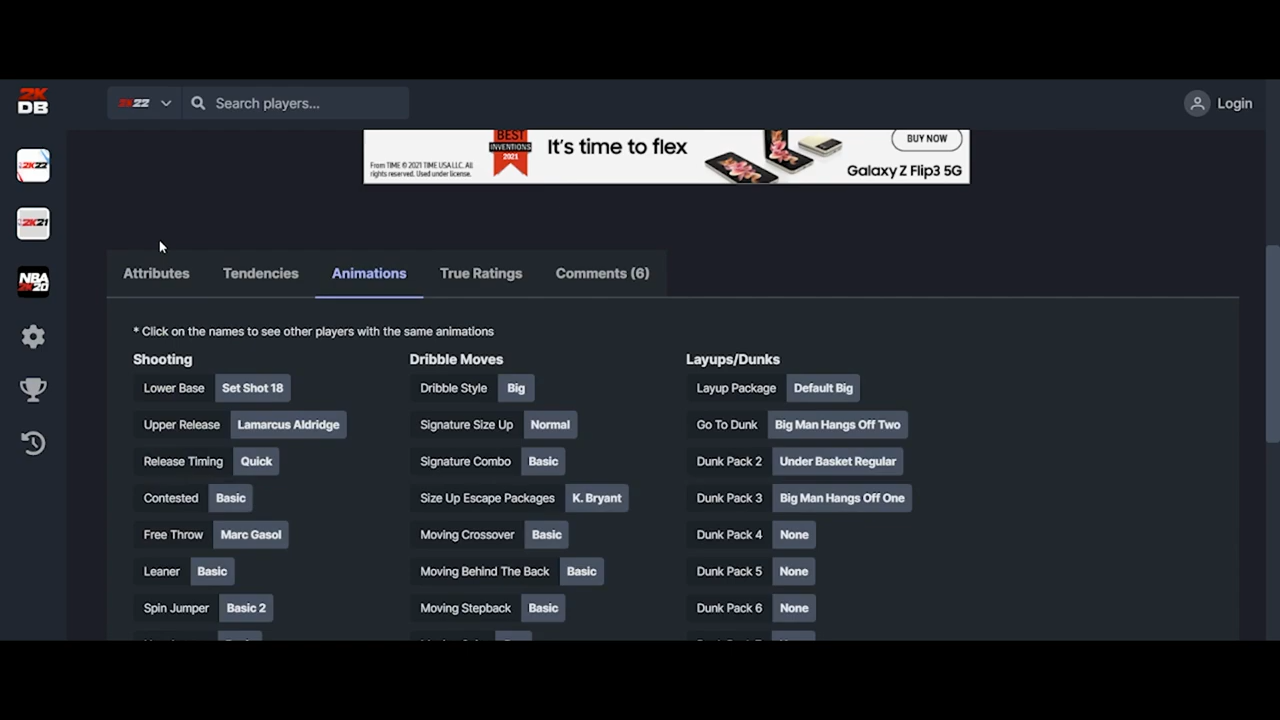 2K
DB
2K22
Search players...
Login
BEST
INVENTIONS
2021
From TIME © 2021 TIME USA LLC. All
rights reserved. Used under license.
It's time to flex
BUY NOW
Galaxy Z Flip3 5G
2K22
2K21
NBA
2K20
Attributes
Tendencies
Animations
True Ratings
Comments (6)
* Click on the names to see other players with the same animations
Shooting
Lower Base Set Shot 18
Upper Release Lamarcus Aldridge
Release Timing Quick
Contested Basic
Free Throw Marc Gasol
Leaner Basic
Spin Jumper Basic 2
Dribble Moves
Dribble Style Big
Signature Size Up Normal
Signature Combo Basic
Size Up Escape Packages K. Bryant
Moving Crossover Basic
Moving Behind The Back Basic
Moving Stepback Basic
Layups/Dunks
Layup Package Default Big
Go To Dunk Big Man Hangs Off Two
Dunk Pack 2 Under Basket Regular
Dunk Pack 3 Big Man Hangs Off One
Dunk Pack 4 None
Dunk Pack 5 None
Dunk Pack 6 None